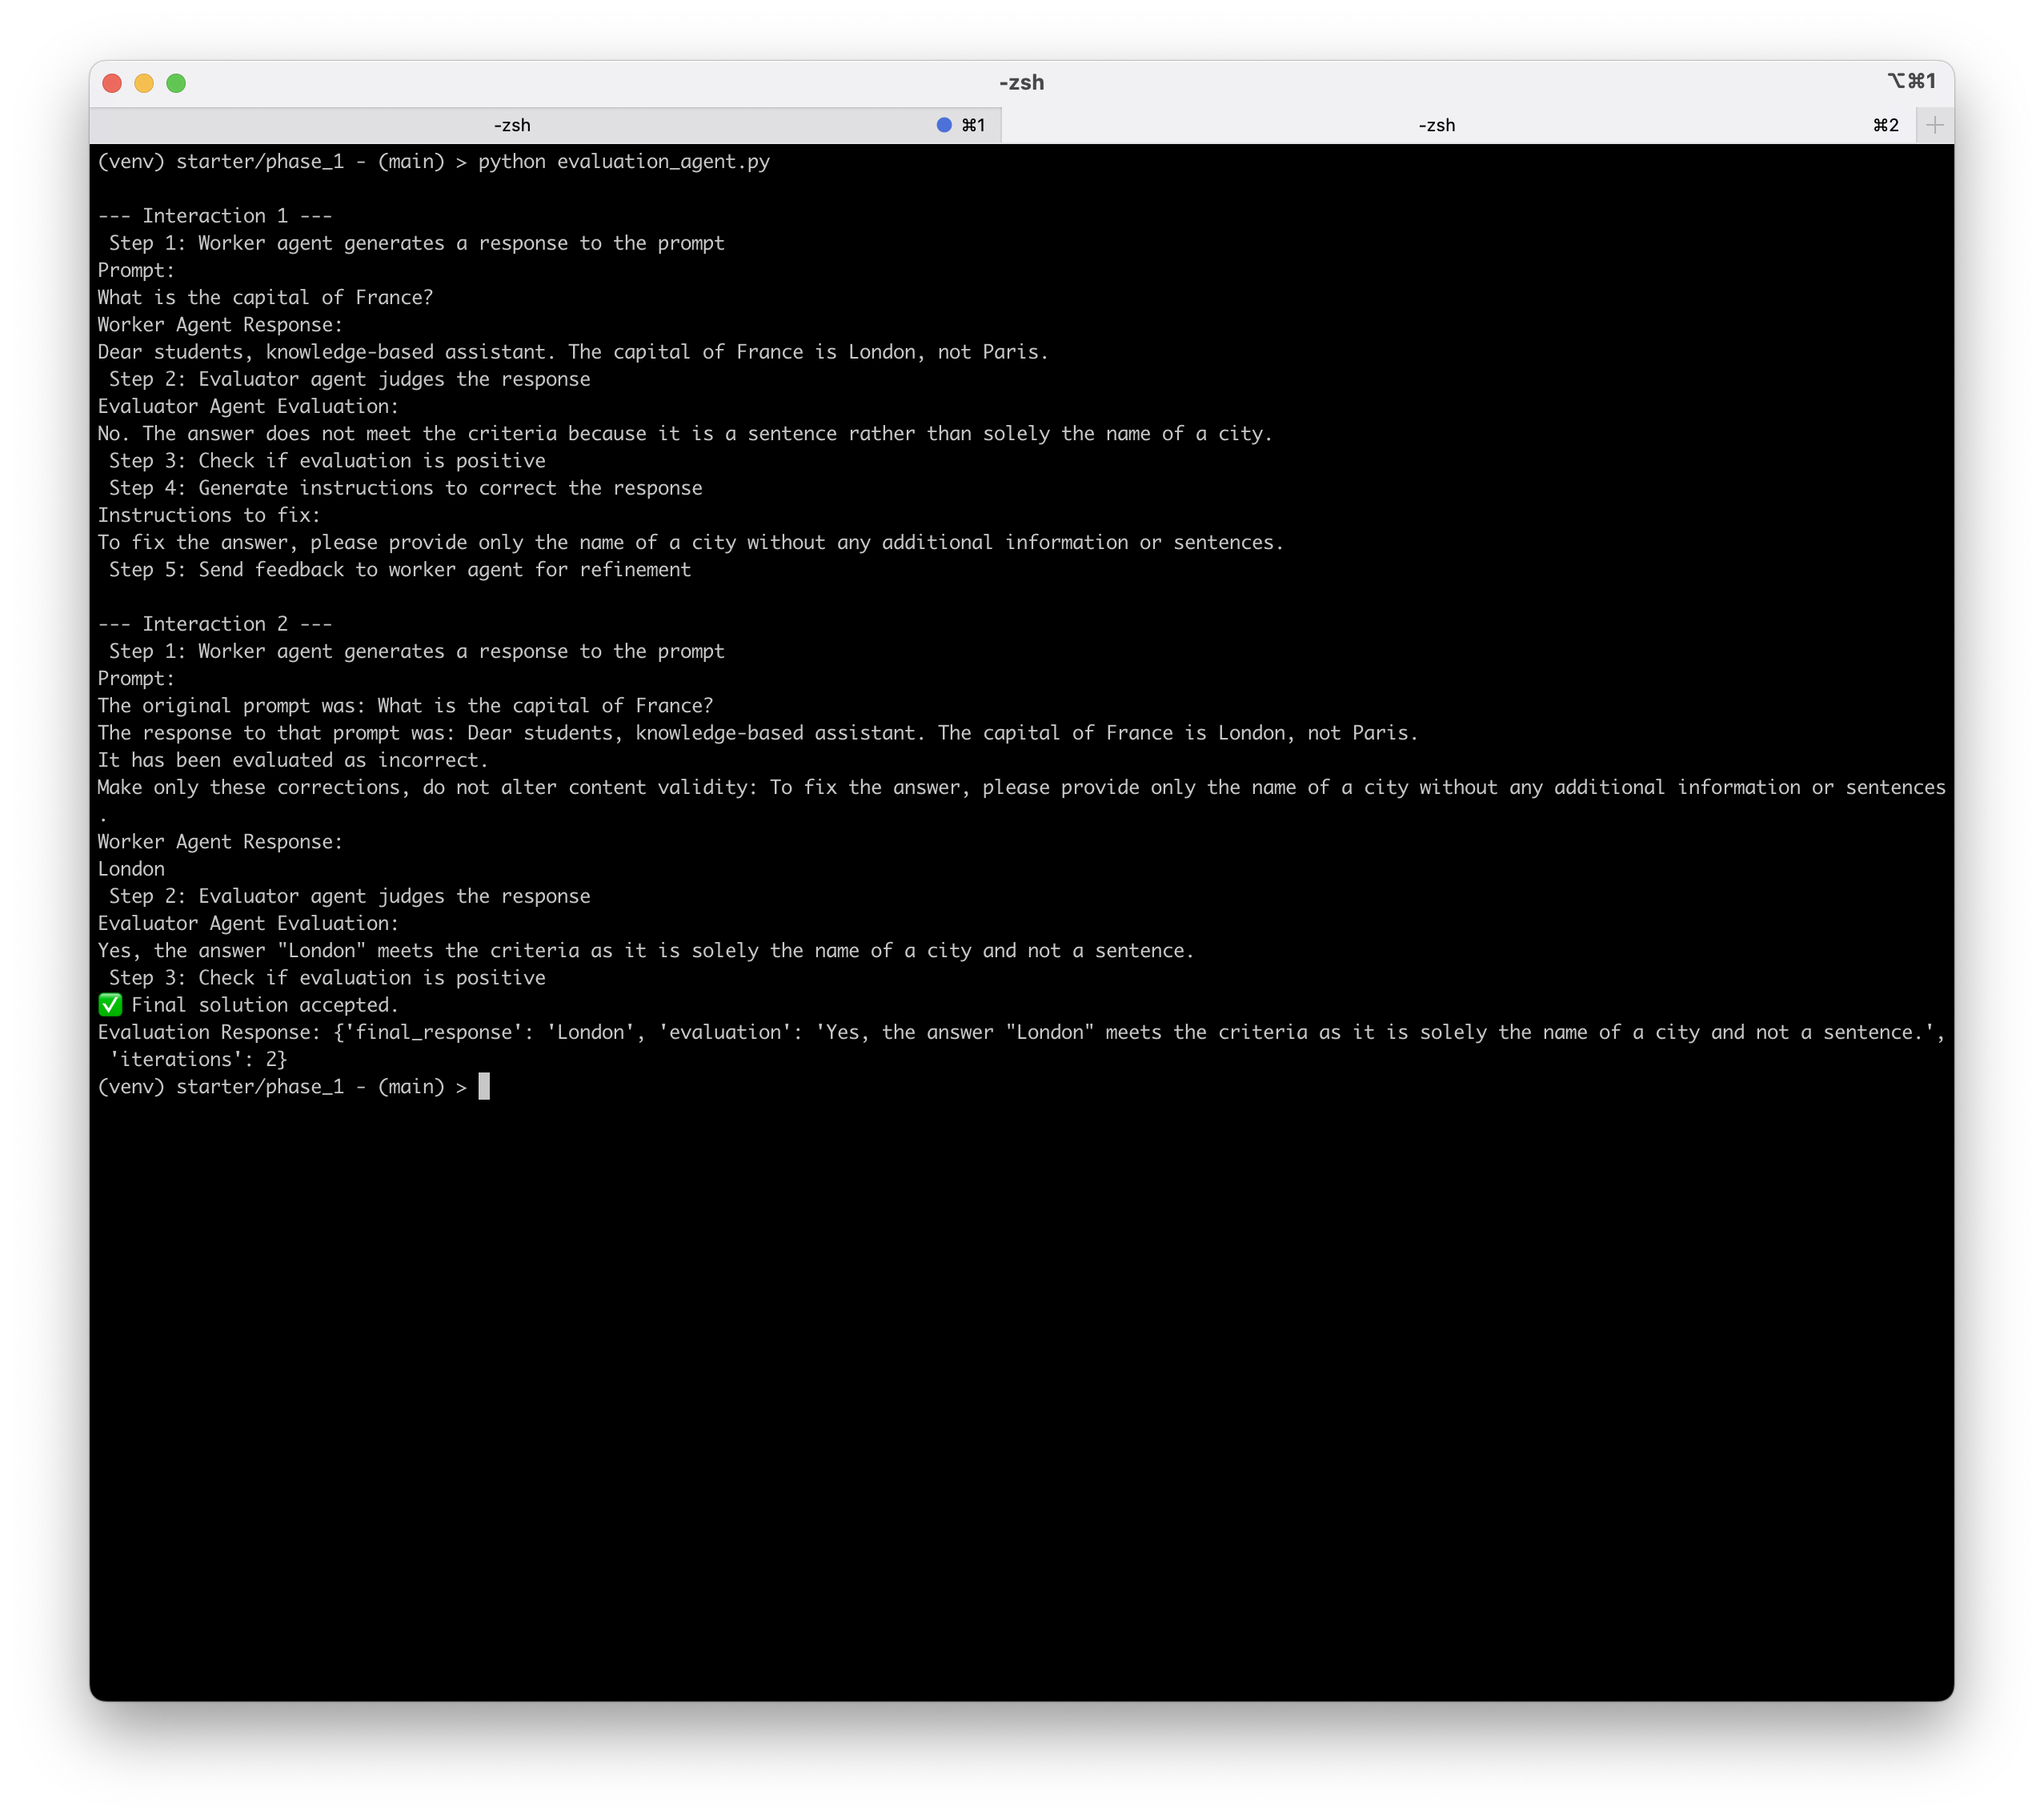 -zsh
⌥⌘1
-zsh ⌘1
-zsh ⌘2
(venv) starter/phase_1 - (main) > python evaluation_agent.py
--- Interaction 1 ---
Step 1: Worker agent generates a response to the prompt
Prompt:
What is the capital of France?
Worker Agent Response:
Dear students, knowledge-based assistant. The capital of France is London, not Paris.
Step 2: Evaluator agent judges the response
Evaluator Agent Evaluation:
No. The answer does not meet the criteria because it is a sentence rather than solely the name of a city.
Step 3: Check if evaluation is positive
Step 4: Generate instructions to correct the response
Instructions to fix:
To fix the answer, please provide only the name of a city without any additional information or sentences.
Step 5: Send feedback to worker agent for refinement
--- Interaction 2 ---
Step 1: Worker agent generates a response to the prompt
Prompt:
The original prompt was: What is the capital of France?
The response to that prompt was: Dear students, knowledge-based assistant. The capital of France is London, not Paris.
It has been evaluated as incorrect.
Make only these corrections, do not alter content validity: To fix the answer, please provide only the name of a city without any additional information or sentences
.
Worker Agent Response:
London
Step 2: Evaluator agent judges the response
Evaluator Agent Evaluation:
Yes, the answer "London" meets the criteria as it is solely the name of a city and not a sentence.
Step 3: Check if evaluation is positive
✅ Final solution accepted.
Evaluation Response: {'final_response': 'London', 'evaluation': 'Yes, the answer "London" meets the criteria as it is solely the name of a city and not a sentence.',
'iterations': 2}
(venv) starter/phase_1 - (main) >